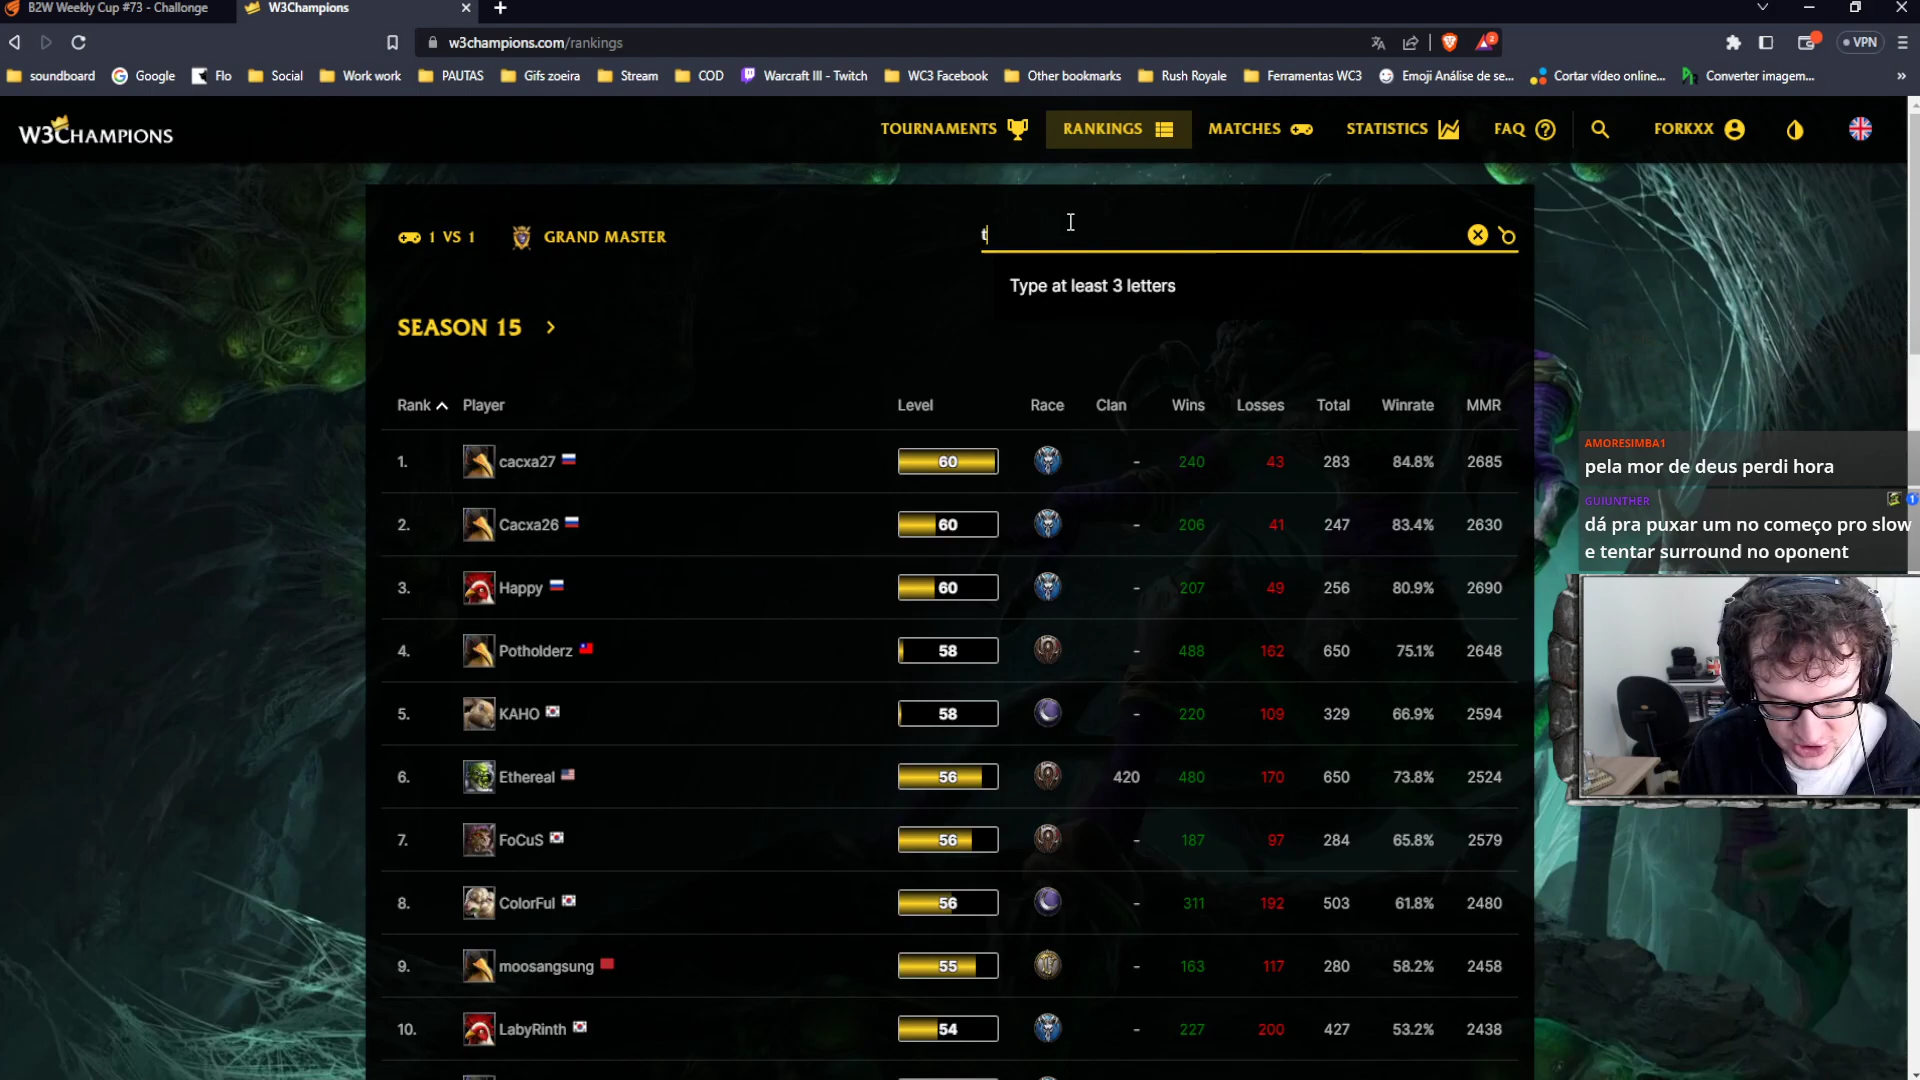 B2W Weekly Cup #73 - Challonge
W3Champions
w3champions.com/rankings
VPN
soundboard
Google
Flo
Social
Work work
PAUTAS
Gifs zoeira
Stream
COD
Warcraft III - Twitch
WC3 Facebook
Other bookmarks
Rush Royale
Ferramentas WC3
Emoji Análise de se...
Cortar vídeo online...
Converter imagem...
W3CHAMPIONS
TOURNAMENTS
RANKINGS
MATCHES
STATISTICS
FAQ
FORKXX
1 VS 1
GRAND MASTER
t
Type at least 3 letters
SEASON 15
Rank Player Level Race Clan Wins Losses Total Winrate MMR
1. cacxa27 60 - 240 43 283 84.8% 2685
2. Cacxa26 60 - 206 41 247 83.4% 2630
3. Happy 60 - 207 49 256 80.9% 2690
4. Potholderz 58 - 488 162 650 75.1% 2648
5. KAHO 58 - 220 109 329 66.9% 2594
6. Ethereal 56 420 480 170 650 73.8% 2524
7. FoCuS 56 - 187 97 284 65.8% 2579
8. ColorFul 56 - 311 192 503 61.8% 2480
9. moosangsung 55 - 163 117 280 58.2% 2458
10. LabyRinth 54 - 227 200 427 53.2% 2438
AMORESIMBA1
pela mor de deus perdi hora
GUIUNTHER
dá pra puxar um no começo pro slow
e tentar surround no oponent